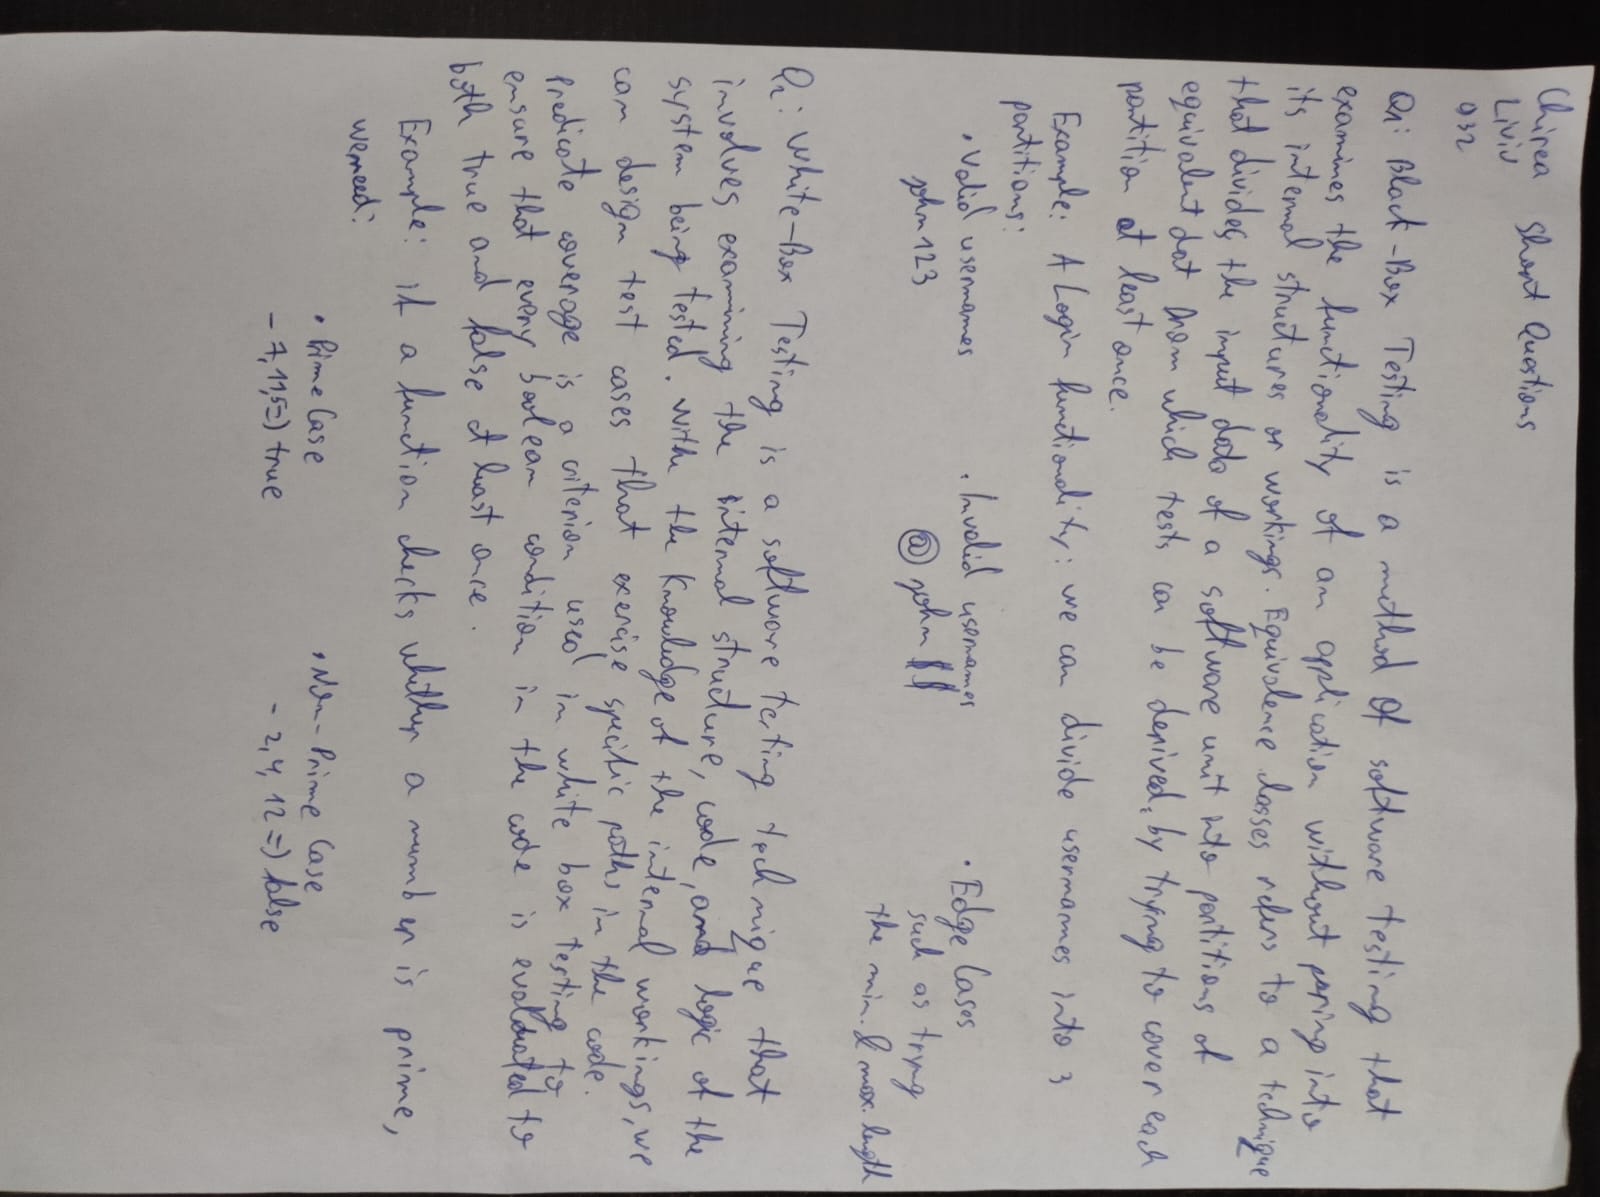 Chirea Short Questions
Liviu
932
Q1: Black-Box Testing is a method of software testing that
examines the functionality of an application without pering into
its internal structures or workings. Equivalence lasses refers to a technique
that divides the input data of a software unit into partitions of
equivalent dat from which tests can be derived, by trying to cover each
partition at least once.
Example: A Login functionality: we can divide usernames into 3
partitions:
• Valid usernames • Invalid usernames • Edge Cases
john123 @john$$ such as tryng
the min. & max. length
Q2: White-Box Testing is a software testing technique that
involves examining the internal structure, code, and logic of the
system being tested. With the knowledge of the internal workings, we
can design test cases that exercise specific paths in the code.
Predicate coverage is a criterion used in white box testing to
ensure that every boolean condition in the code is evaluated to
both true and false at least once.
Example: if a function checks whether a number is prime,
we need:
• Prime Case • Non-Prime Case
- 7,11,5=) true - 2,4, 12 =) false